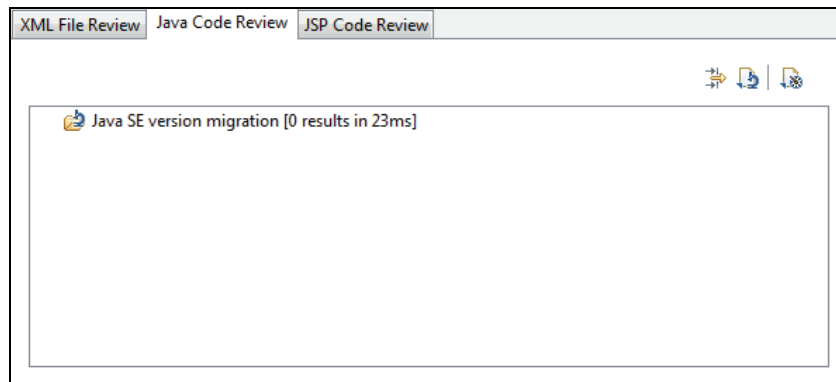 XML File Review Java Code Review JSP Code Review
Java SE version migration [0 results in 23ms]